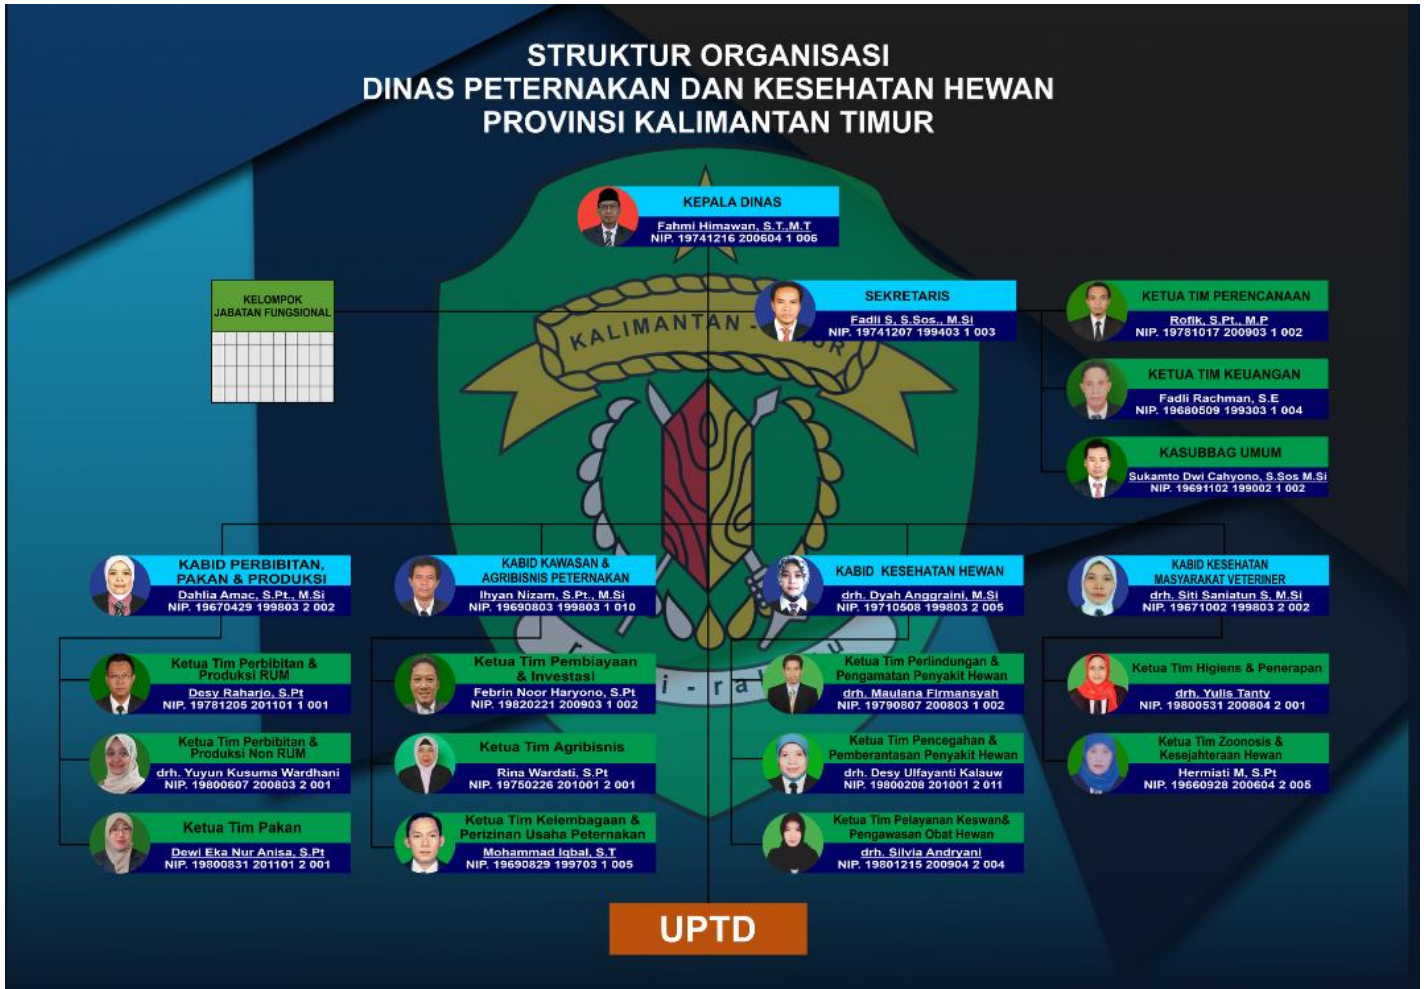 STRUKTUR ORGANISASI
DINAS PETERNAKAN DAN KESEHATAN HEWAN
PROVINSI KALIMANTAN TIMUR
KEPALA DINAS
Fahmi Himawan, S.T.,M.T
NIP. 19741216 200604 1 006
KELOMPOK
JABATAN FUNGSIONAL
SEKRETARIS
Fadli S, S.Sos., M.Si
NIP. 19741207 199403 1 003
KETUA TIM PERENCANAAN
Rofik, S.Pt., M.P
NIP. 19781017 200903 1 002
KETUA TIM KEUANGAN
Fadli Rachman, S.E
NIP. 19680509 199303 1 004
KASUBBAG UMUM
Sukamto Dwi Cahyono, S.Sos M.Si
NIP. 19691102 199002 1 002
KALIMANTAN -
UR
KABID PERBIBITAN,
PAKAN & PRODUKSI
Dahlia Amac, S.Pt., M.Si
NIP. 19670429 199803 2 002
Ketua Tim Perbibitan &
Produksi RUM
Desy Raharjo, S.Pt
NIP. 19781205 201101 1 001
Ketua Tim Perbibitan &
Produksi Non RUM
drh. Yuyun Kusuma Wardhani
NIP. 19800607 200803 2 001
Ketua Tim Pakan
Dewi Eka Nur Anisa, S.Pt
NIP. 19800831 201101 2 001
KABID KAWASAN &
AGRIBISNIS PETERNAKAN
Ihyan Nizam, S.Pt., M.Si
NIP. 19690803 199803 1 010
Ketua Tim Pembiayaan
& Investasi
Febrin Noor Haryono, S.Pt
NIP. 19820221 200903 1 002
Ketua Tim Agribisnis
Rina Wardati, S.Pt
NIP. 19750226 201001 2 001
Ketua Tim Kelembagaan &
Perizinan Usaha Peternakan
Mohammad Iqbal, S.T
NIP. 19690829 199703 1 005
KABID KESEHATAN HEWAN
drh. Dyah Anggraini, M.Si
NIP. 19710508 199803 2 005
Ketua Tim Perlindungan &
Pengamatan Penyakit Hewan
drh. Maulana Firmansyah
NIP. 19790807 200803 1 002
Ketua Tim Pencegahan &
Pemberantasan Penyakit Hewan
drh. Desy Ulfayanti Kalauw
NIP. 19800208 201001 2 011
Ketua Tim Pelayanan Keswan&
Pengawasan Obat Hewan
drh. Silvia Andryani
NIP. 19801215 200904 2 004
KABID KESEHATAN
MASYARAKAT VETERINER
drh. Siti Saniatun S, M.Si
NIP. 19671002 199803 2 002
Ketua Tim Higiens & Penerapan
drh. Yulis Tanty
NIP. 19800531 200804 2 001
Ketua Tim Zoonosis &
Kesejahteraan Hewan
Hermiati M, S.Pt
NIP. 19660928 200604 2 005
i - ra
UPTD